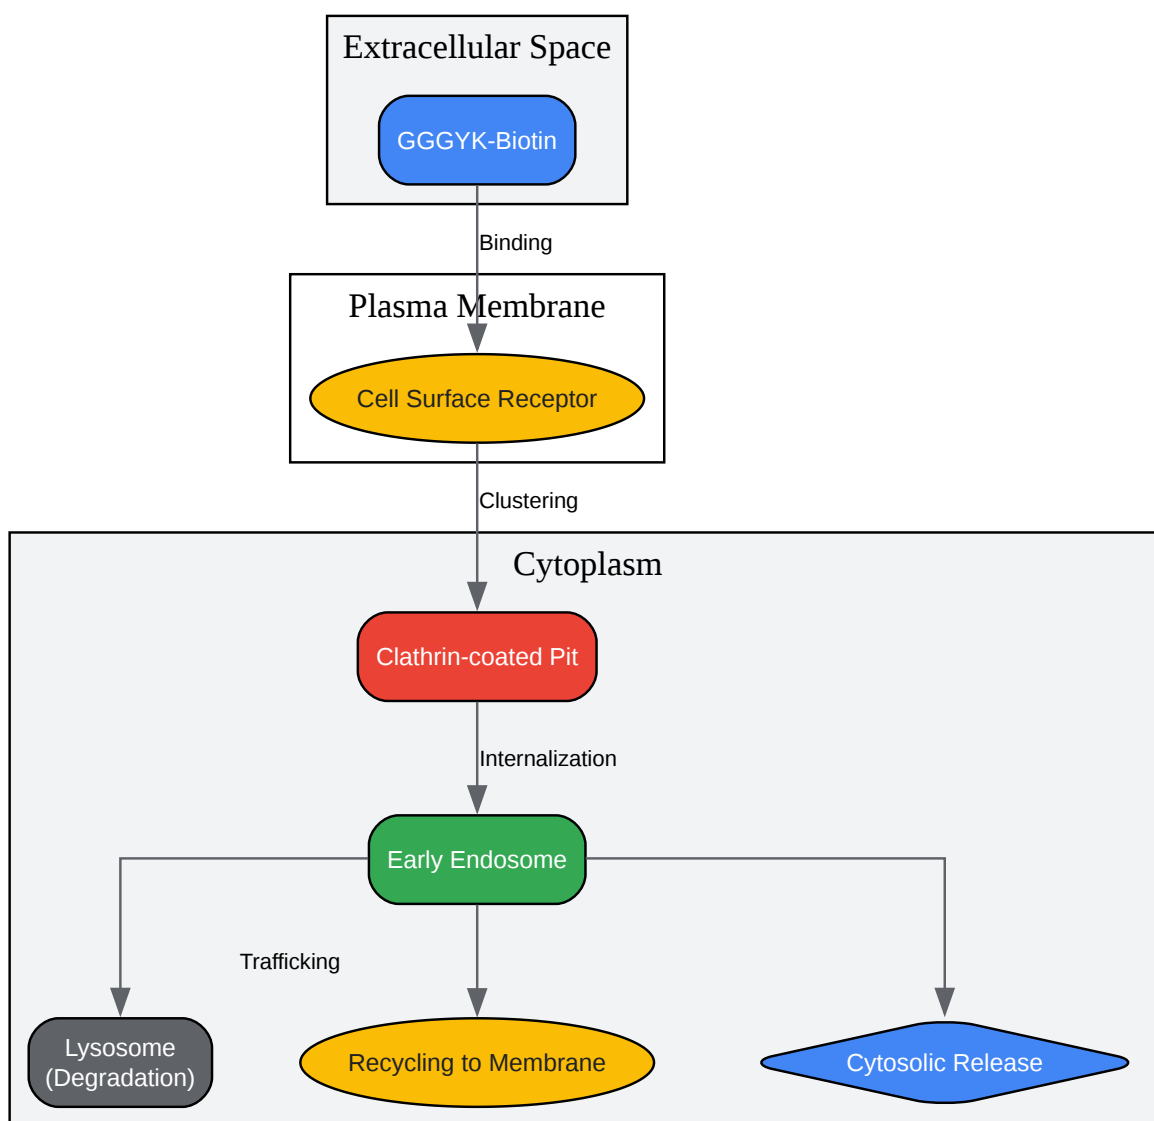 Extracellular Space
GGGYK-Biotin
Binding
Plasma Membrane
Cell Surface Receptor
Clustering
Cytoplasm
Clathrin-coated Pit
Internalization
Early Endosome
Trafficking
Lysosome
(Degradation)
Recycling to Membrane
Cytosolic Release